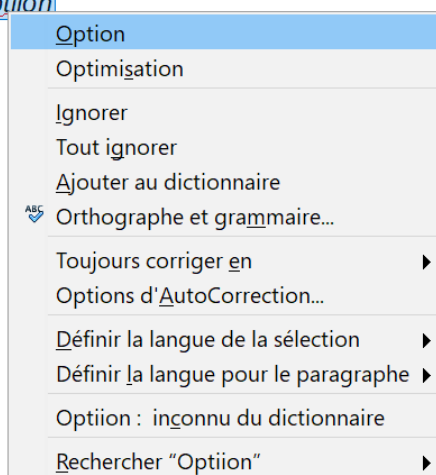 Option
Optimisation
Ignorer
Tout ignorer
Ajouter au dictionnaire
ABC
Orthographe et grammaire...
Toujours corriger en
Options d'AutoCorrection...
Définir la langue de la sélection
Définir la langue pour le paragraphe
Optiion : inconnu du dictionnaire
Rechercher “Optiion”